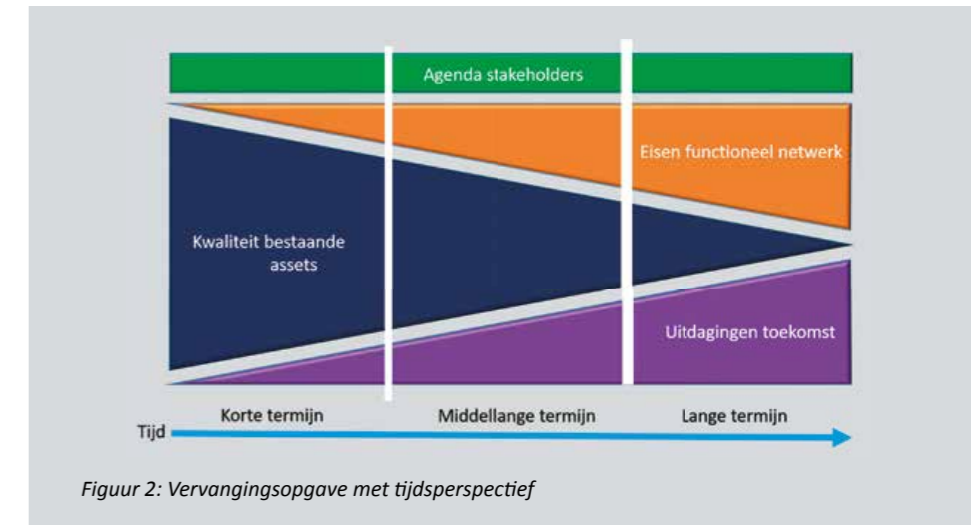 Agenda stakeholders
Eisen functioneel netwerk
Kwaliteit bestaande
assets
Uitdagingen toekomst
Korte termijn Middellange termijn Lange termijn
Tijd
Figuur 2: Vervangingsopgave met tijdsperspectief